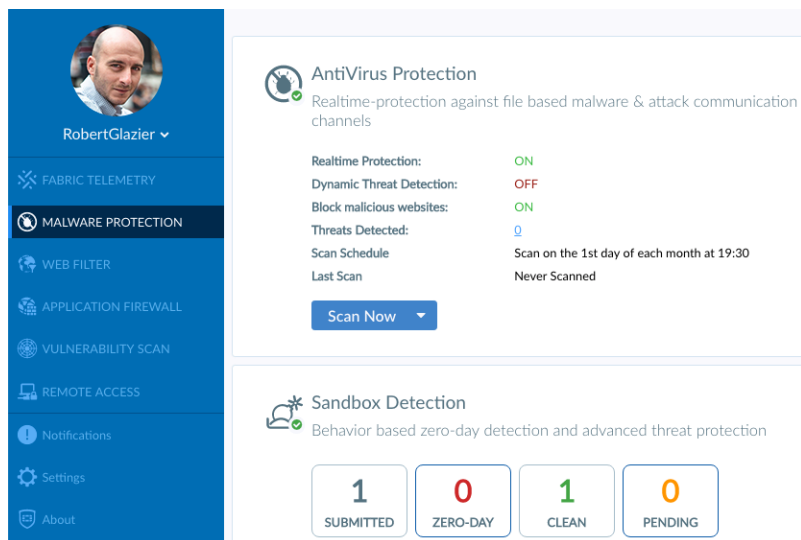 RobertGlazier
FABRIC TELEMETRY
MALWARE PROTECTION
WEB FILTER
APPLICATION FIREWALL
VULNERABILITY SCAN
REMOTE ACCESS
Notifications
Settings
About
AntiVirus Protection
Realtime-protection against file based malware & attack communication
channels
Realtime Protection: ON
Dynamic Threat Detection: OFF
Block malicious websites: ON
Threats Detected: 0
Scan Schedule Scan on the 1st day of each month at 19:30
Last Scan Never Scanned
Scan Now
Sandbox Detection
Behavior based zero-day detection and advanced threat protection
1 0 1 0
SUBMITTED ZERO-DAY CLEAN PENDING